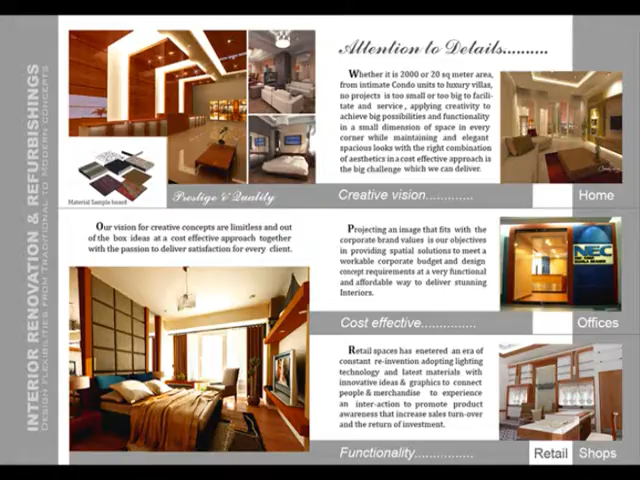 INTERIOR RENOVATION & REFURBISHINGS
DESIGN FLEXIBILITIES FROM TRADITIONAL TO MODERN CONCEPTS
Attention to Details..........
Whether it is 2000 or 20 sq meter area,
from intimate Condo units to luxury villas,
no projects is too small or too big to facili-
tate and service , applying creativity to
achieve big possibilities and functionality
in a small dimension of space in every
corner while maintaining and elegant
spacious looks with the right combination
of aesthetics in a cost effective approach is
the big challenge which we can deliver.
Material Sample board
Prestige & Quality
Creative vision.............
Home
Our vision for creative concepts are limitless and out
of the box ideas at a cost effective approach together
with the passion to deliver satisfaction for every client.
Projecting an image that fits with the
corporate brand values is our objectives
in providing spatial solutions to meet a
workable corporate budget and design
concept requirements at a very functional
and affordable way to deliver stunning
Interiors.
NEC
Cost effective..............
Offices
Retail spaces has enetered an era of
constant re-invention adopting lighting
technology and latest materials with
innovative ideas & graphics to connect
people & merchandise to experience
an inter-action to promote product
awareness that increase sales turn-over
and the return of investment.
Functionality...............
Retail Shops